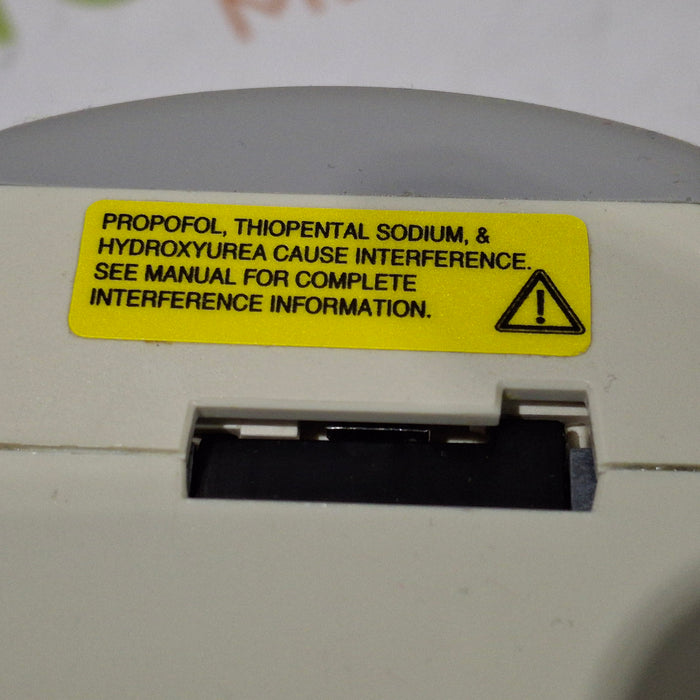 PROPOFOL, THIOPENTAL SODIUM, &
HYDROXYUREA CAUSE INTERFERENCE.
SEE MANUAL FOR COMPLETE
INTERFERENCE INFORMATION.